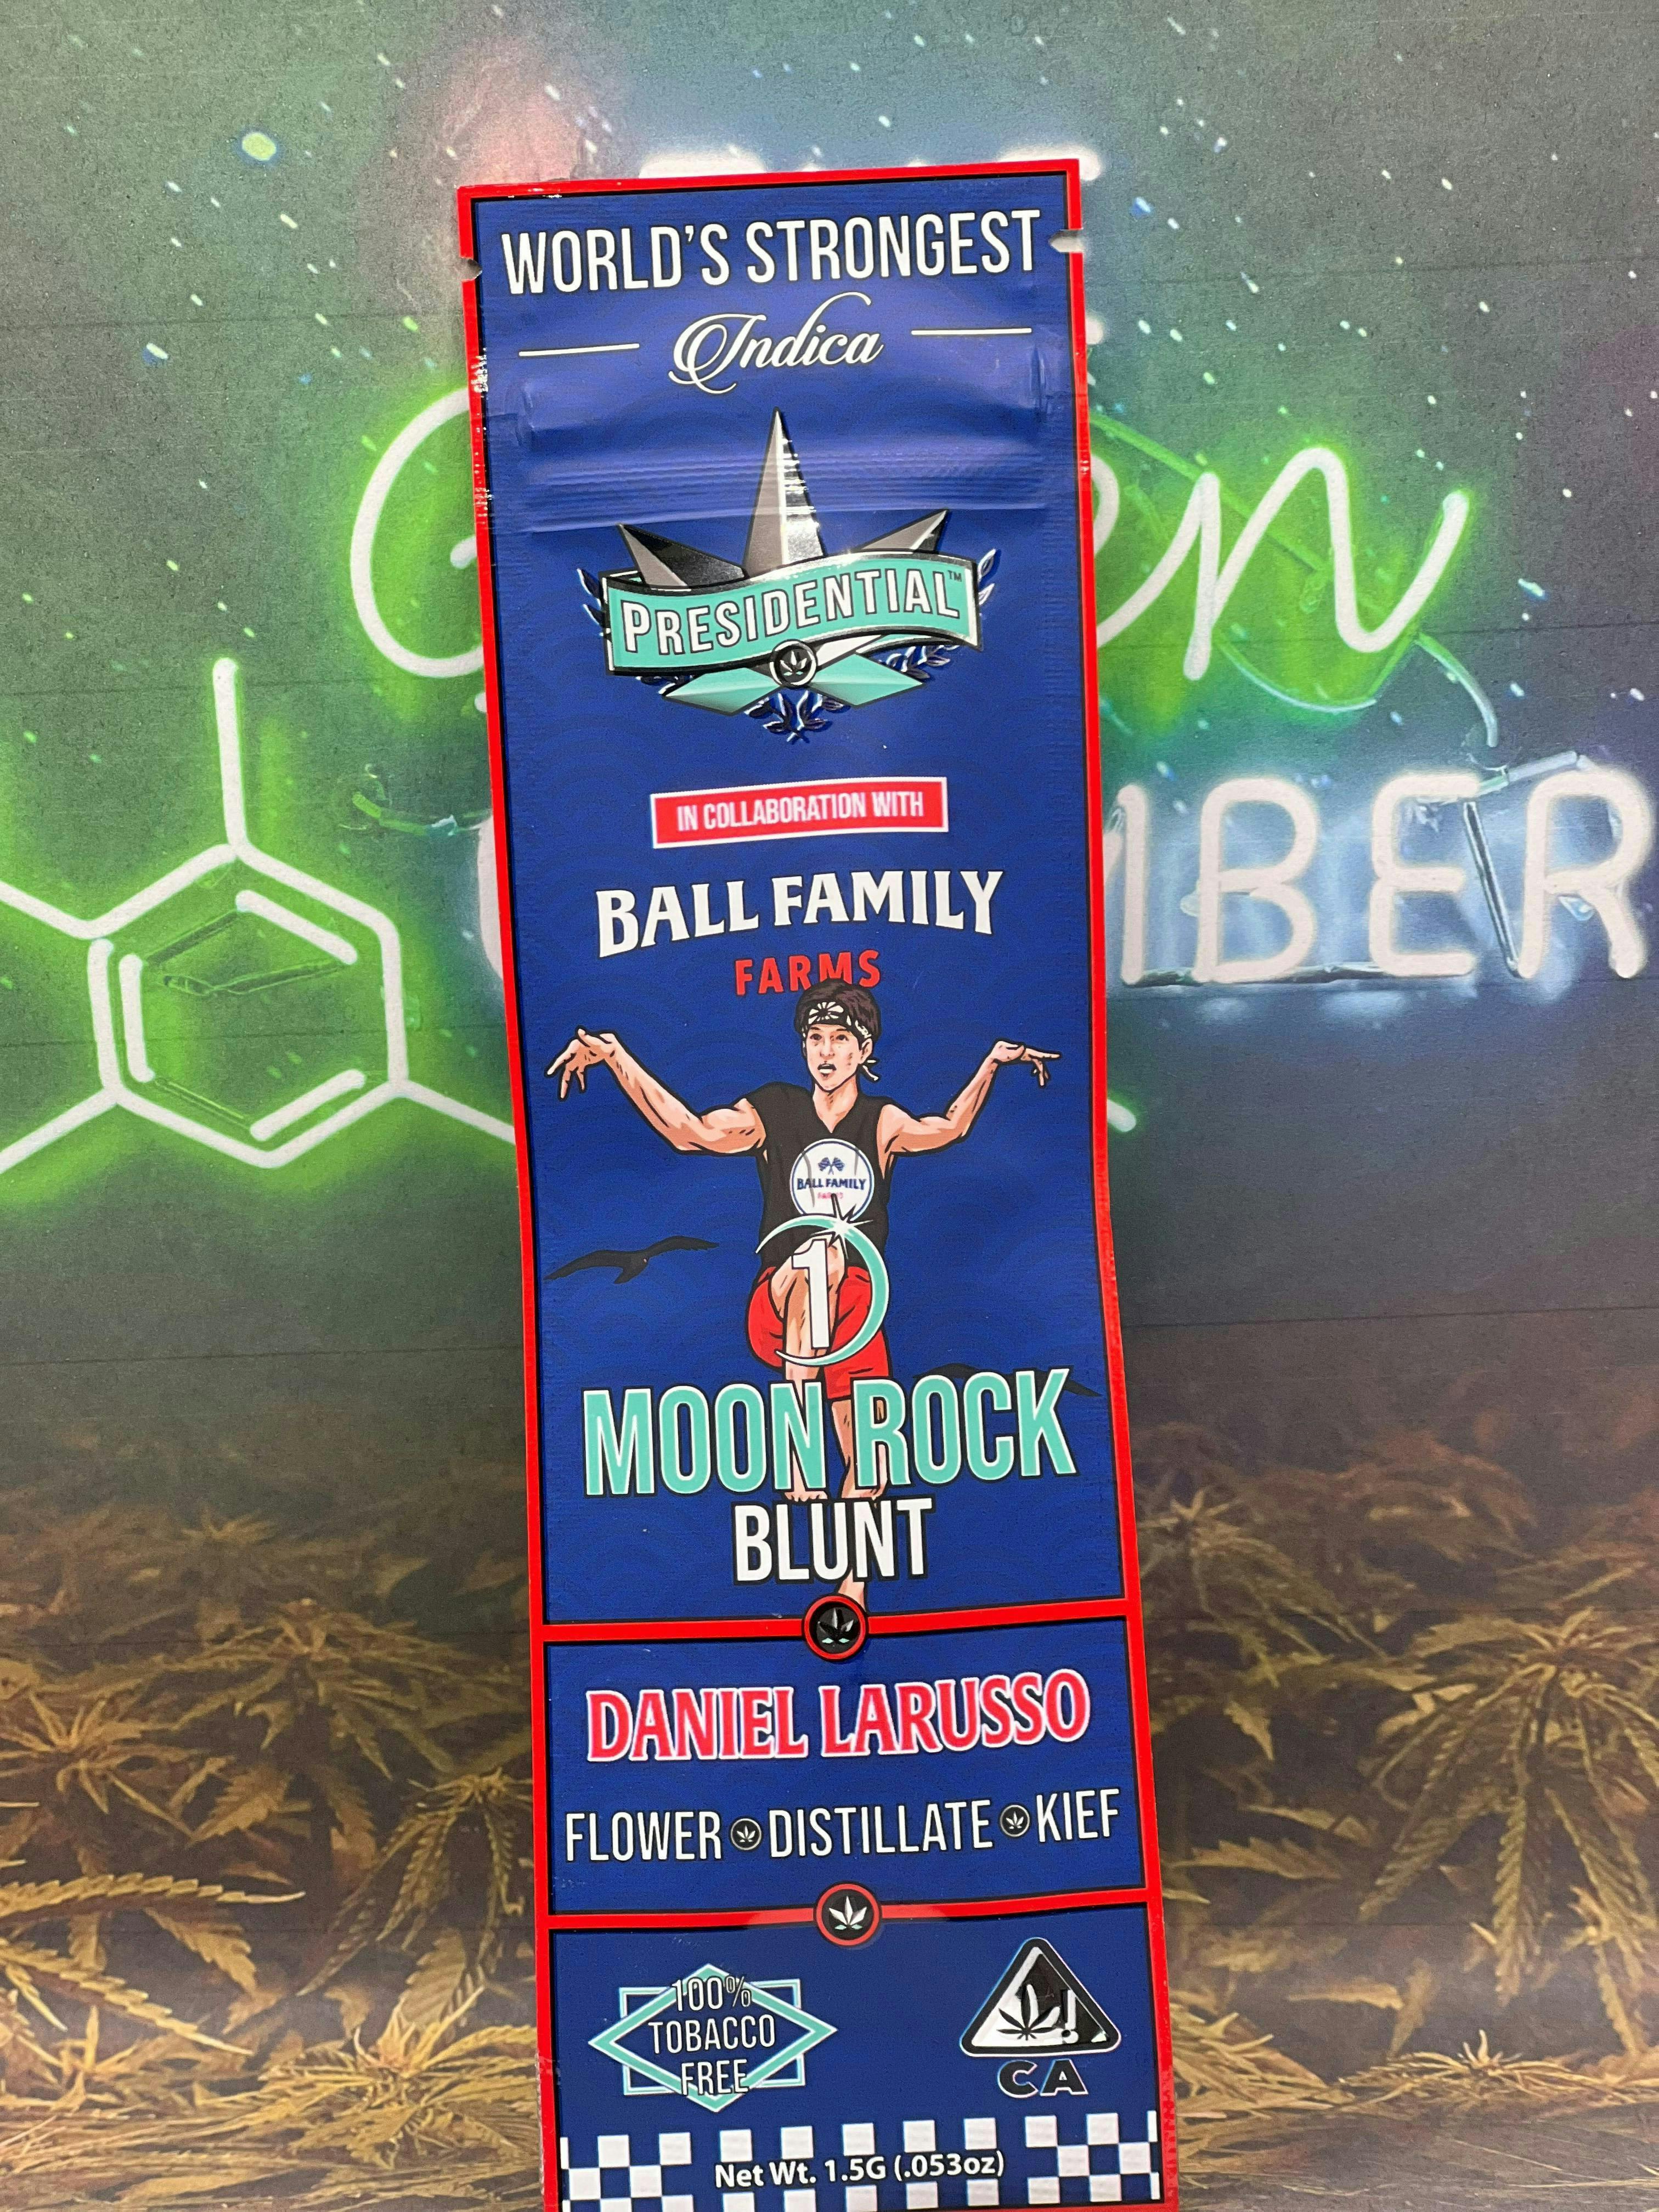 WORLD'S STRONGEST
Indica
PRESIDENTIAL™
IN COLLABORATION WITH
BALL FAMILY
FARMS
BALL FAMILY
1
MOON ROCK
BLUNT
DANIEL LARUSSO
FLOWER DISTILLATE KIEF
100%
TOBACCO
FREE
CA
Net Wt. 1.5G (.053oz)